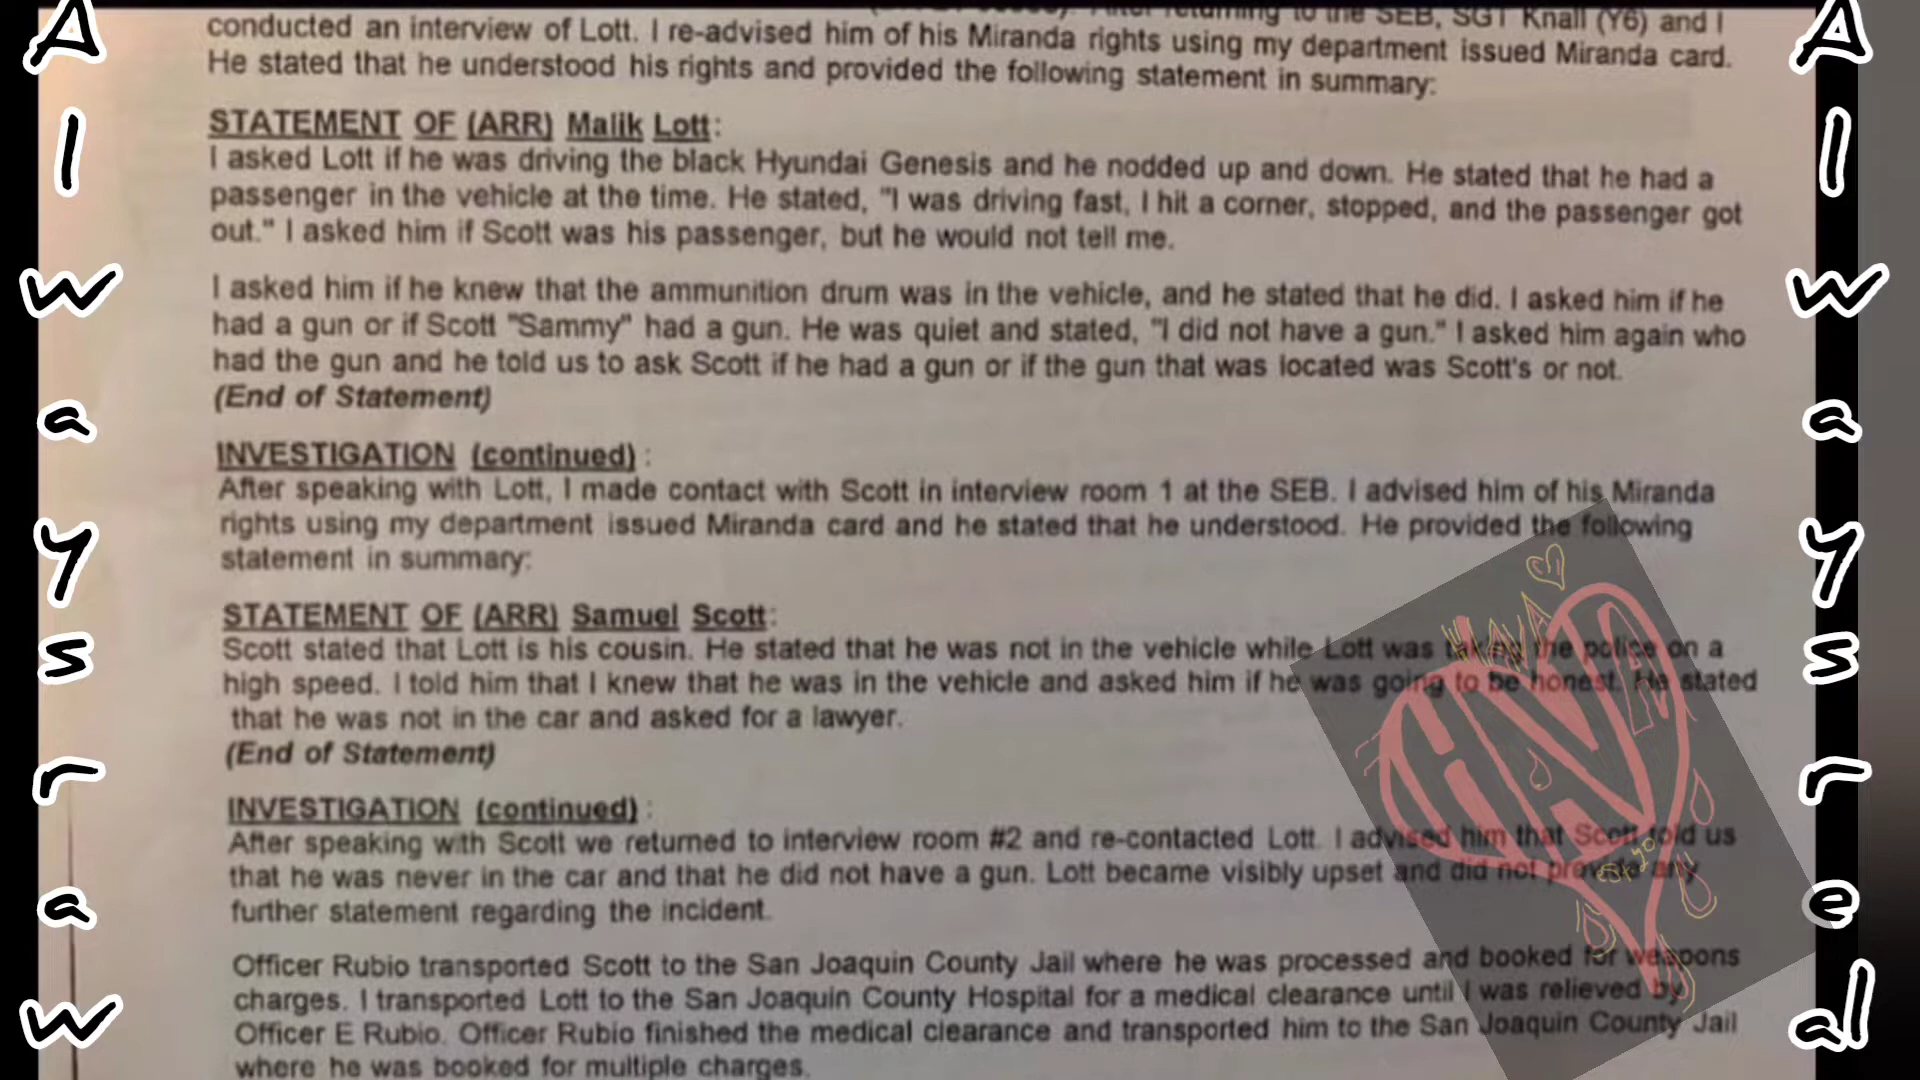 conducted an interview of Lott. I re-advised him of his Miranda rights using my department issued Miranda card.
returning to the SEB, SGT Knall (Y6) and I
He stated that he understood his rights and provided the following statement in summary:
STATEMENT OF (ARR) Malik Lott:
I asked Lott if he was driving the black Hyundai Genesis and he nodded up and down. He stated that he had a
passenger in the vehicle at the time. He stated, "I was driving fast, I hit a corner, stopped, and the passenger got
out." I asked him if Scott was his passenger, but he would not tell me.
I asked him if he knew that the ammunition drum was in the vehicle, and he stated that he did. I asked him if he
had a gun or if Scott "Sammy" had a gun. He was quiet and stated, "I did not have a gun." I asked him again who
had the gun and he told us to ask Scott if he had a gun or if the gun that was located was Scott's or not.
(End of Statement)
INVESTIGATION (continued) :
After speaking with Lott, I made contact with Scott in interview room 1 at the SEB. I advised him of his Miranda
rights using my department issued Miranda card and he stated that he understood. He provided the following
statement in summary:
STATEMENT OF (ARR) Samuel Scott:
Scott stated that Lott is his cousin. He stated that he was not in the vehicle while Lott was taking the police on a
high speed. I told him that I knew that he was in the vehicle and asked him if he was going to be honest. He stated
that he was not in the car and asked for a lawyer.
(End of Statement)
INVESTIGATION (continued) :
After speaking with Scott we returned to interview room #2 and re-contacted Lott. I advised him that Scott told us
that he was never in the car and that he did not have a gun. Lott became visibly upset and did not provide any
further statement regarding the incident.
Officer Rubio transported Scott to the San Joaquin County Jail where he was processed and booked for weapons
charges. I transported Lott to the San Joaquin County Hospital for a medical clearance until I was relieved by
Officer E Rubio. Officer Rubio finished the medical clearance and transported him to the San Joaquin County Jail
where he was booked for multiple charges.
Always raw
Always real